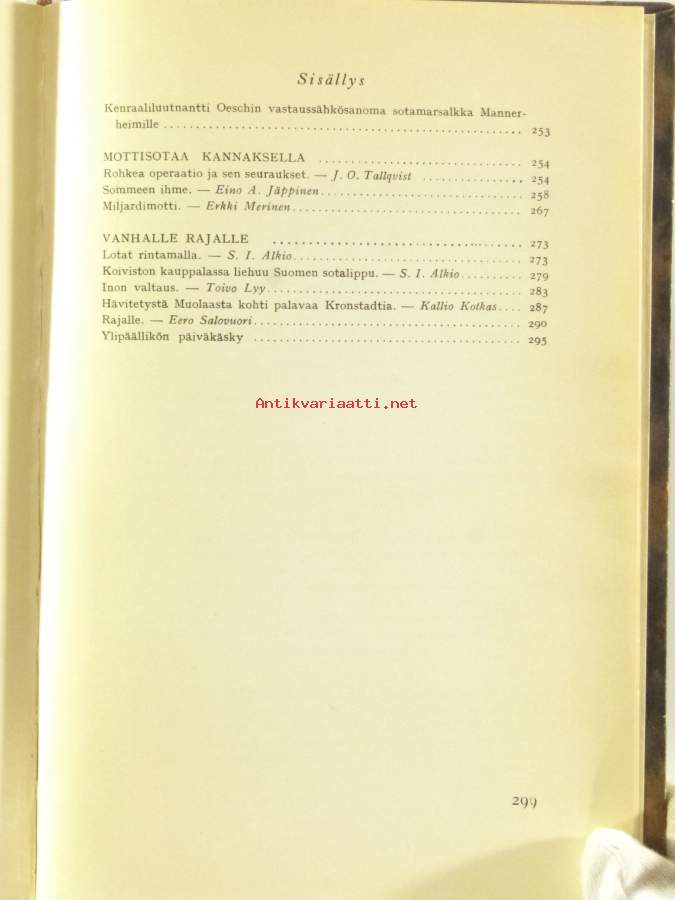 Sisällys
Kenraaliluutnantti Oeschin vastaussähkösanoma sotamarsalkka Manner-
heimille ............................................................ 253
MOTTISOTAA KANNAKSELLA .................................. 254
Rohkea operaatio ja sen seuraukset. — J. O. Tallqvist ................. 254
Sommeen ihme. — Eino A. Jäppinen.................................. 258
Miljardimotti. — Erkki Merinen....................................... 267
VANHALLE RAJALLE .......................................... 273
Lotat rintamalla. — S. I. Alkio....................................... 273
Koiviston kauppalassa liehuu Suomen sotalippu. — S. I. Alkio.......... 279
Inon valtaus. — Toivo Lyy........................................... 283
Hävitetystä Muolaasta kohti palavaa Kronstadtia. — Kallio Kotkas.... 287
Rajalle. — Eero Salovuori............................................. 290
Ylipäällikön päiväkäsky ............................................. 295
Antikvariaatti.net
299